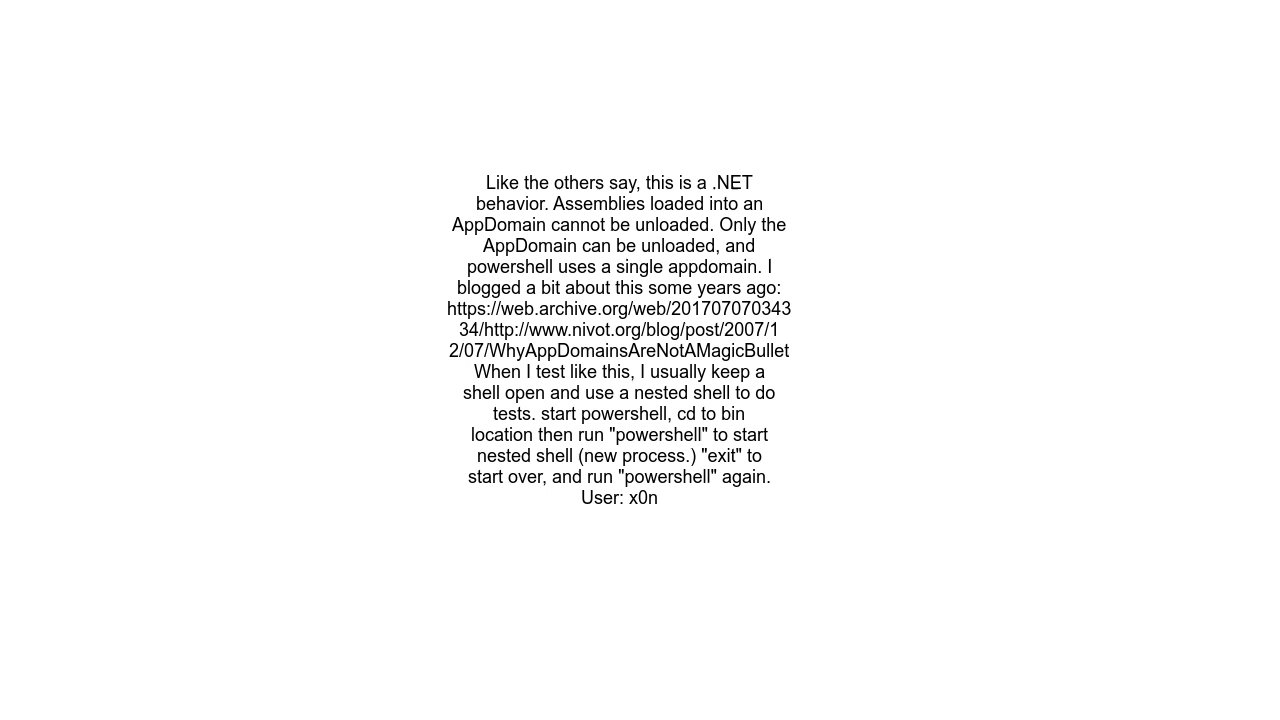 Like the others say, this is a .NET
behavior. Assemblies loaded into an
AppDomain cannot be unloaded. Only the
AppDomain can be unloaded, and
powershell uses a single appdomain. I
blogged a bit about this some years ago:
https://web.archive.org/web/201707070343
34/http://www.nivot.org/blog/post/2007/1
2/07/WhyAppDomainsAreNotAMagicBullet
When I test like this, I usually keep a
shell open and use a nested shell to do
tests. start powershell, cd to bin
location then run "powershell" to start
nested shell (new process.) "exit" to
start over, and run "powershell" again.
User: x0n